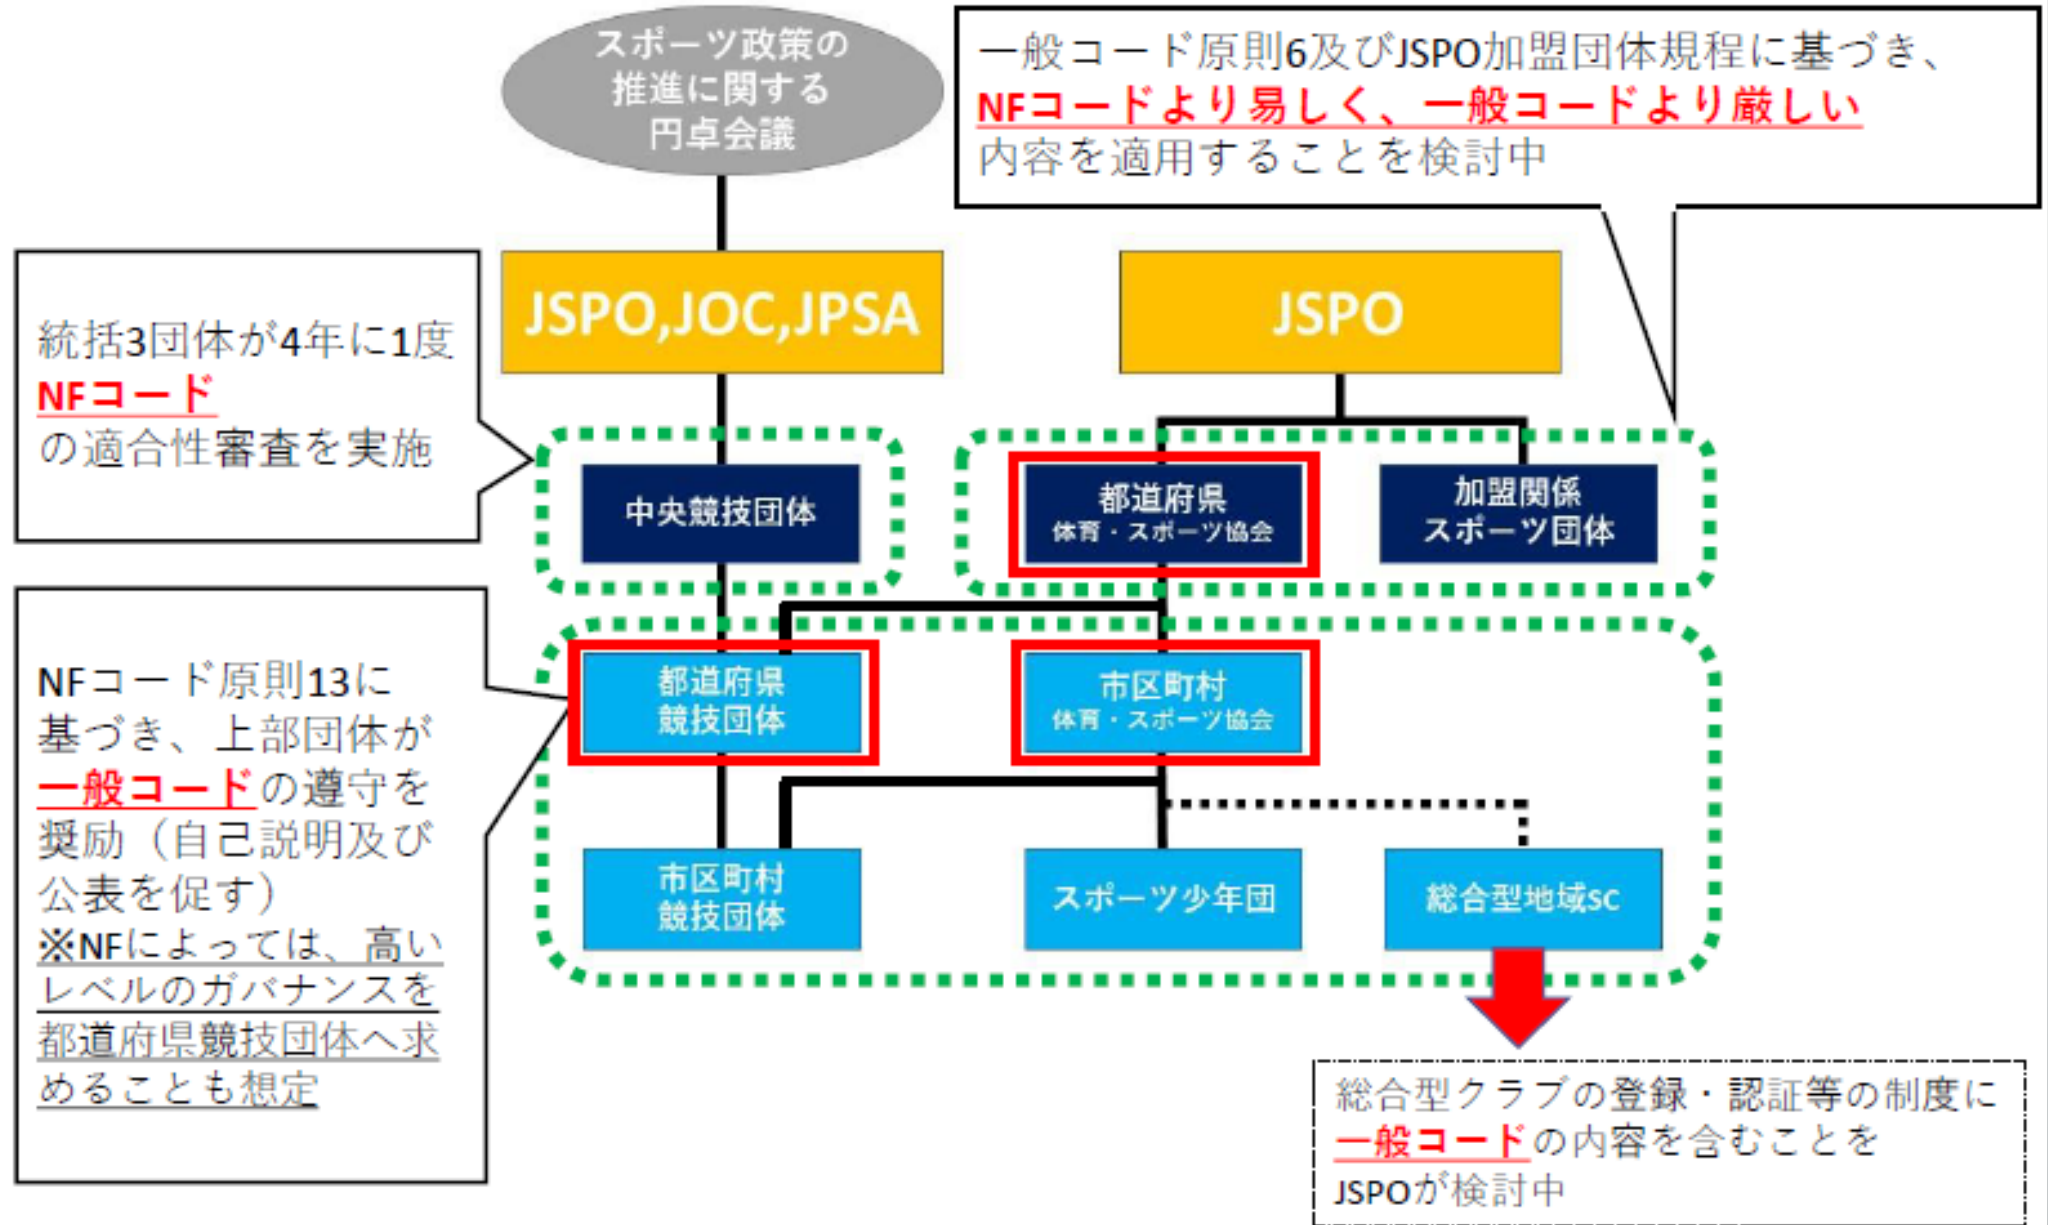 スポーツ政策の
推進に関する
円卓会議
一般コード原則6及びJSPO加盟団体規程に基づき、
NFコードより易しく、一般コードより厳しい
内容を適用することを検討中
統括3団体が4年に1度
NFコード
の適合性審査を実施
JSPO,JOC,JPSA
JSPO
中央競技団体
都道府県
体育・スポーツ協会
加盟関係
スポーツ団体
NFコード原則13に
基づき、上部団体が
一般コードの遵守を
奨励（自己説明及び
公表を促す）
※NFによっては、高い
レベルのガバナンスを
都道府県競技団体へ求
めることも想定
都道府県
競技団体
市区町村
体育・スポーツ協会
市区町村
競技団体
スポーツ少年団
総合型地域SC
総合型クラブの登録・認証等の制度に
一般コードの内容を含むことを
JSPOが検討中